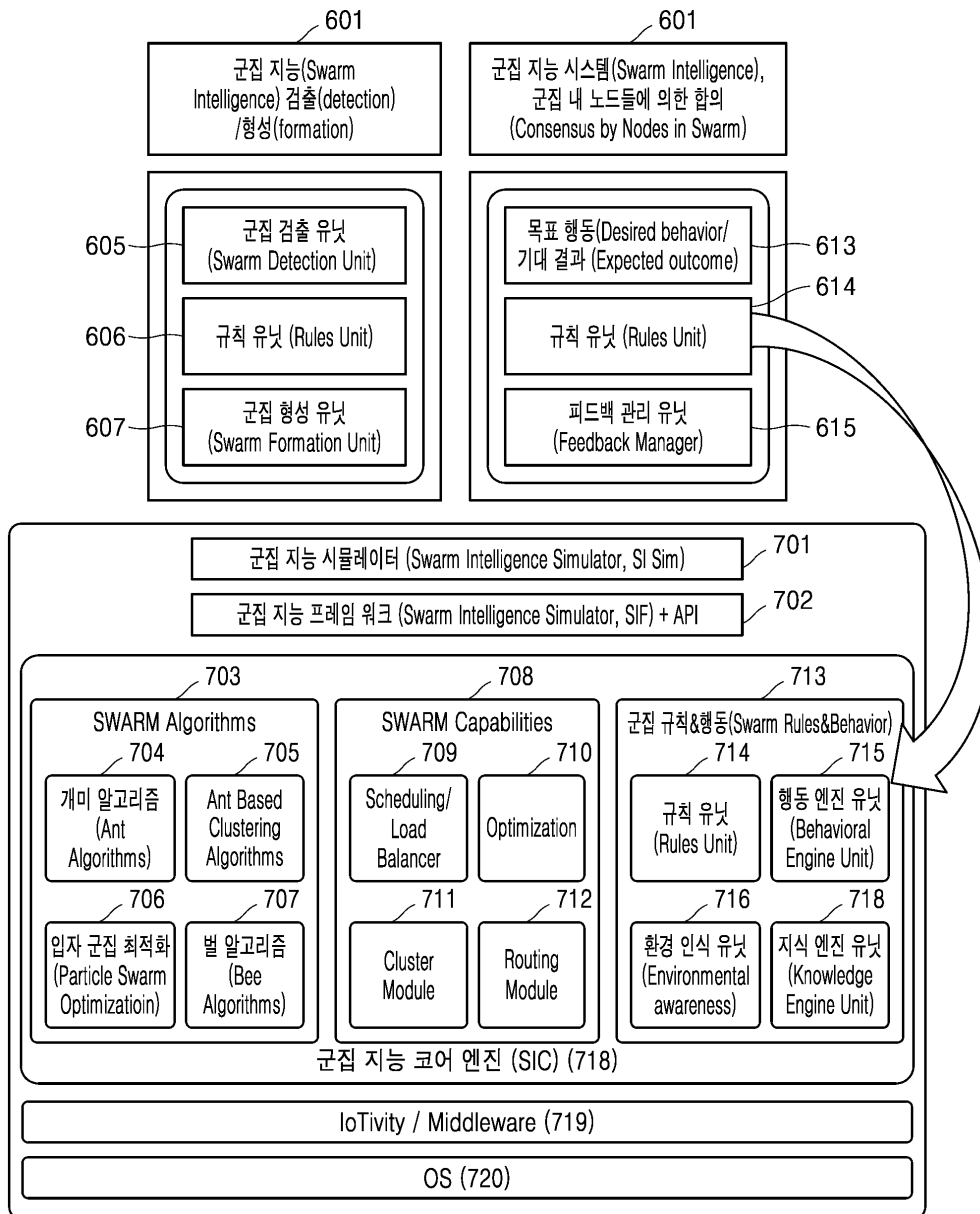 601
군집 지능(Swarm
Intelligence) 검출(detection)
/형성(formation)
601
군집 지능 시스템(Swarm Intelligence),
군집 내 노드들에 의한 합의
(Consensus by Nodes in Swarm)
605
군집 검출 유닛
(Swarm Detection Unit)
606
규칙 유닛 (Rules Unit)
607
군집 형성 유닛
(Swarm Formation Unit)
목표 행동(Desired behavior/
기대 결과 (Expected outcome)
613
614
규칙 유닛 (Rules Unit)
피드백 관리 유닛
(Feedback Manager)
615
군집 지능 시뮬레이터 (Swarm Intelligence Simulator, SI Sim)
701
군집 지능 프레임 워크 (Swarm Intelligence Simulator, SIF) + API
702
703
SWARM Algorithms
704
개미 알고리즘
(Ant
Algorithms)
705
Ant Based
Clustering
Algorithms
706
입자 군집 최적화
(Particle Swarm
Optimizatioin)
707
벌 알고리즘
(Bee
Algorithms)
708
SWARM Capabilities
709
Scheduling/
Load
Balancer
710
Optimization
711
Cluster
Module
712
Routing
Module
713
군집 규칙&행동(Swarm Rules&Behavior)
714
규칙 유닛
(Rules Unit)
715
행동 엔진 유닛
(Behavioral
Engine Unit)
716
환경 인식 유닛
(Environmental
awareness)
718
지식 엔진 유닛
(Knowledge
Engine Unit)
군집 지능 코어 엔진 (SIC) (718)
IoTivity / Middleware (719)
OS (720)